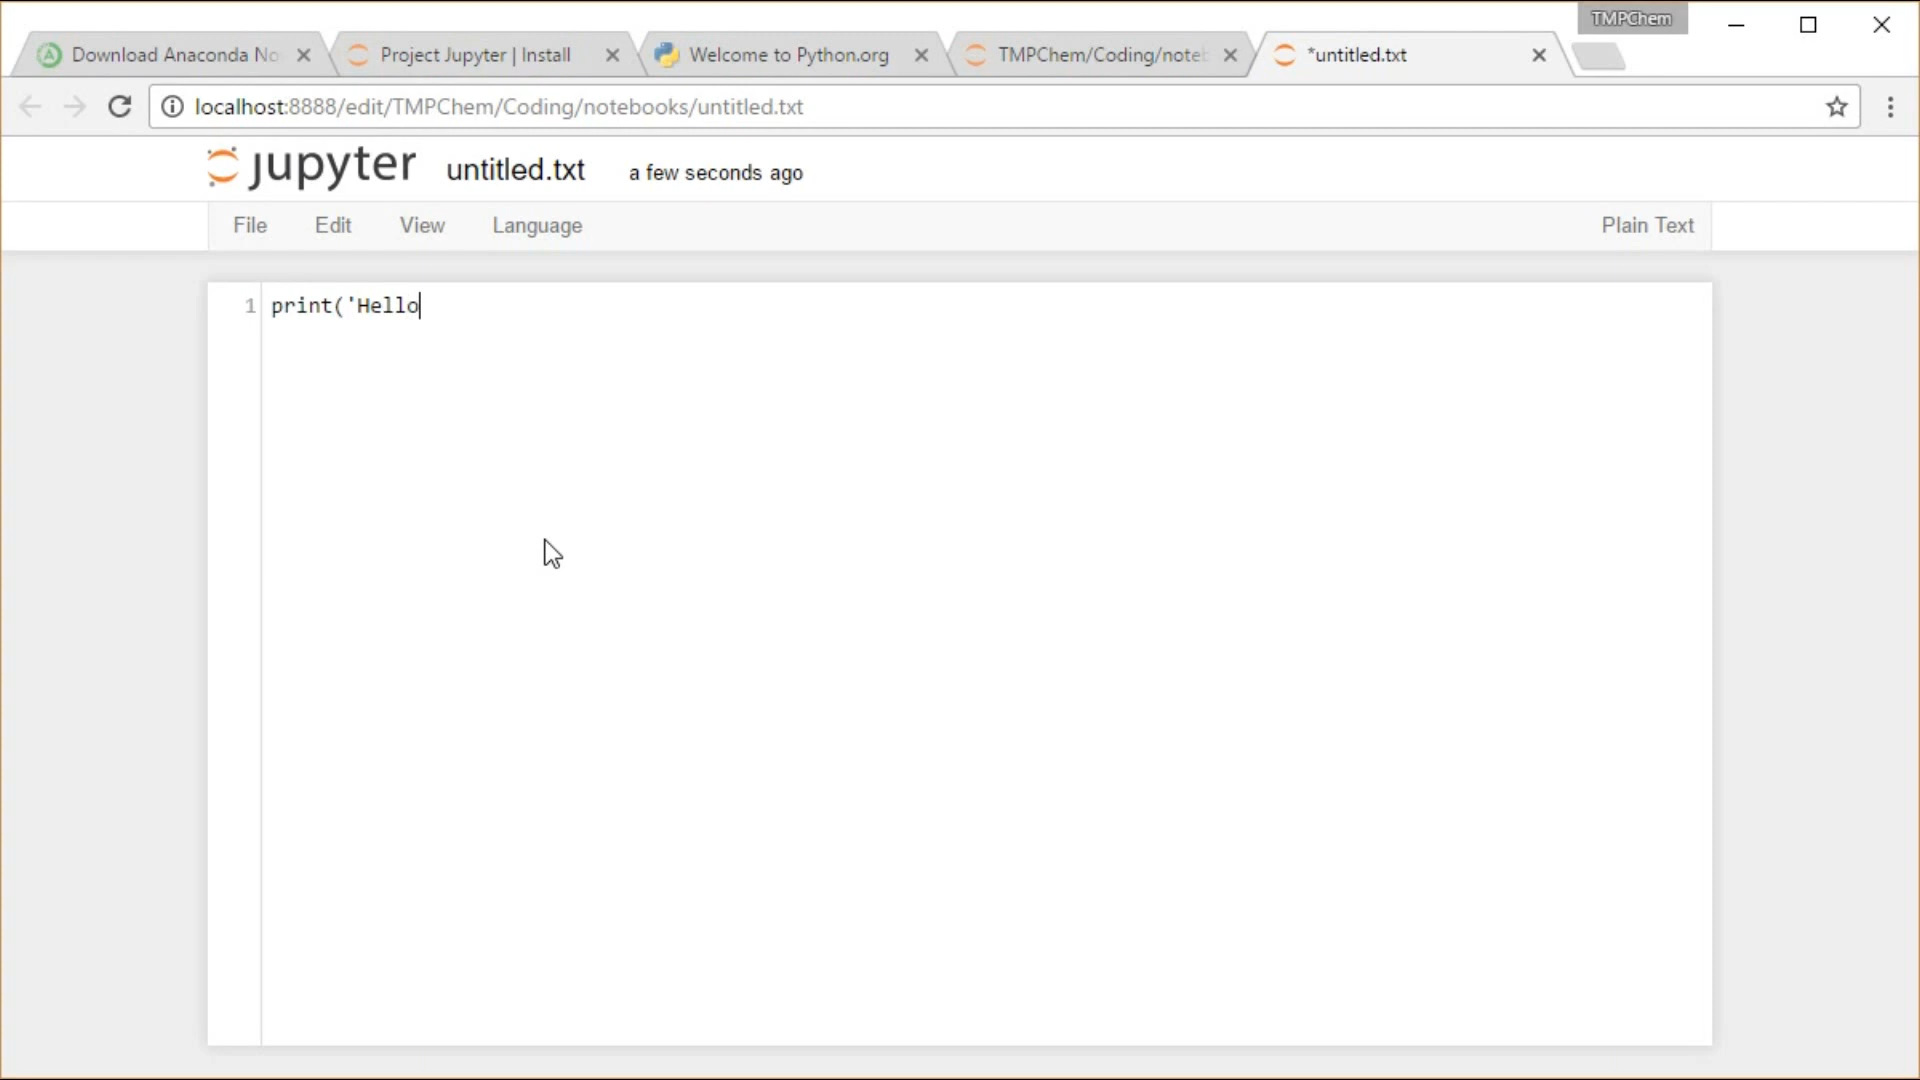 TMPChem
Download Anaconda No
Project Jupyter | Install
Welcome to Python.org
TMPChem/Coding/noteb
*untitled.txt
localhost:8888/edit/TMPChem/Coding/notebooks/untitled.txt
jupyter untitled.txt a few seconds ago
File Edit View Language Plain Text
1 print('Hello